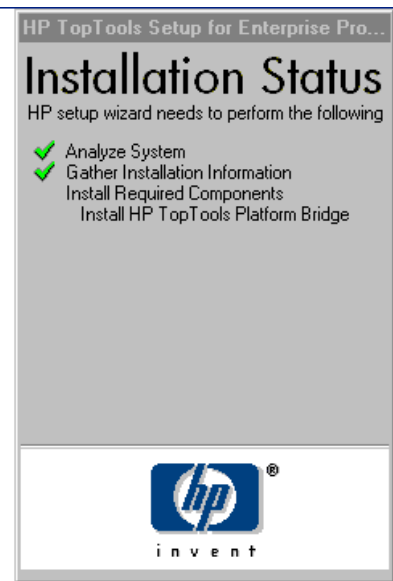 HP TopTools Setup for Enterprise Pro...
Installation Status
HP setup wizard needs to perform the following
Analyze System
Gather Installation Information
Install Required Components
Install HP TopTools Platform Bridge
hp
®
invent